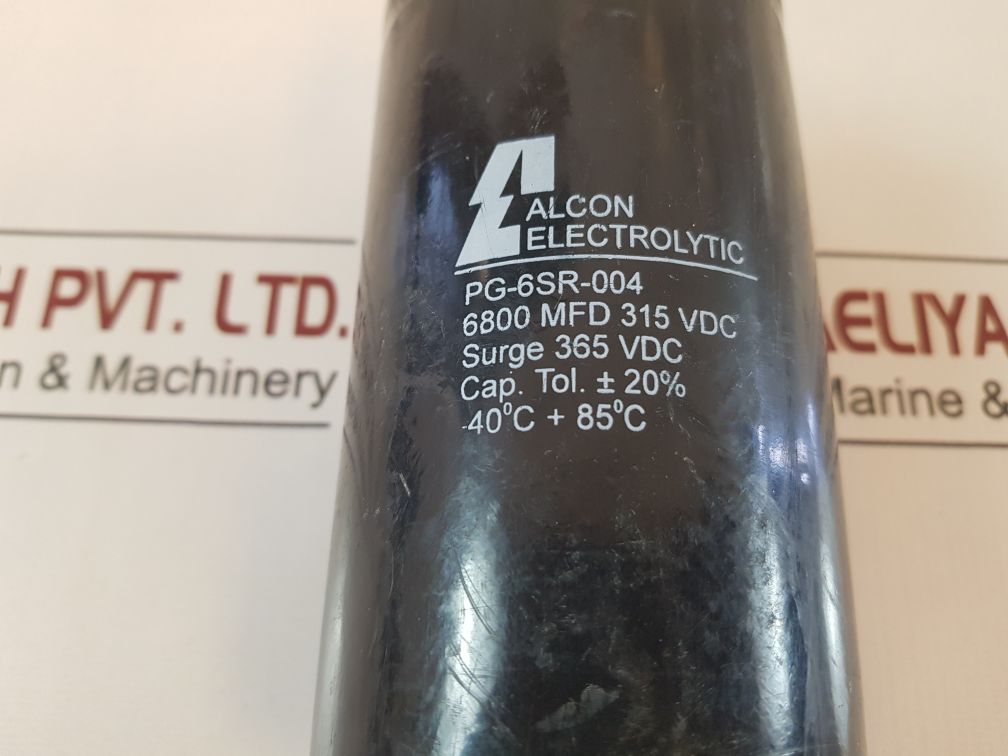 ALCON
ELECTROLYTIC
PG-6SR-004
6800 MFD 315 VDC
Surge 365 VDC
Cap. Tol. ± 20%
-40°C + 85°C
PVT. LTD.
& Machinery
Marine &